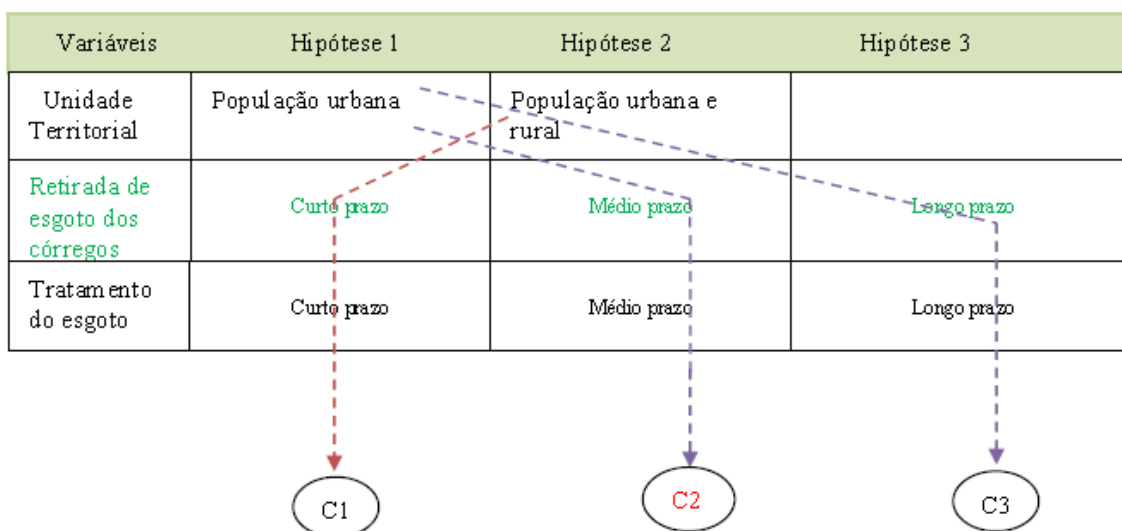 Variáveis Hipótese 1 Hipótese 2 Hipótese 3
Unidade
Territorial
População urbana
População urbana e
rural
Retirada de
esgoto dos
córregos
Curto prazo
Médio prazo
Longo prazo
Tratamento
do esgoto
Curto prazo
Médio prazo
Longo prazo
C1
C2
C3